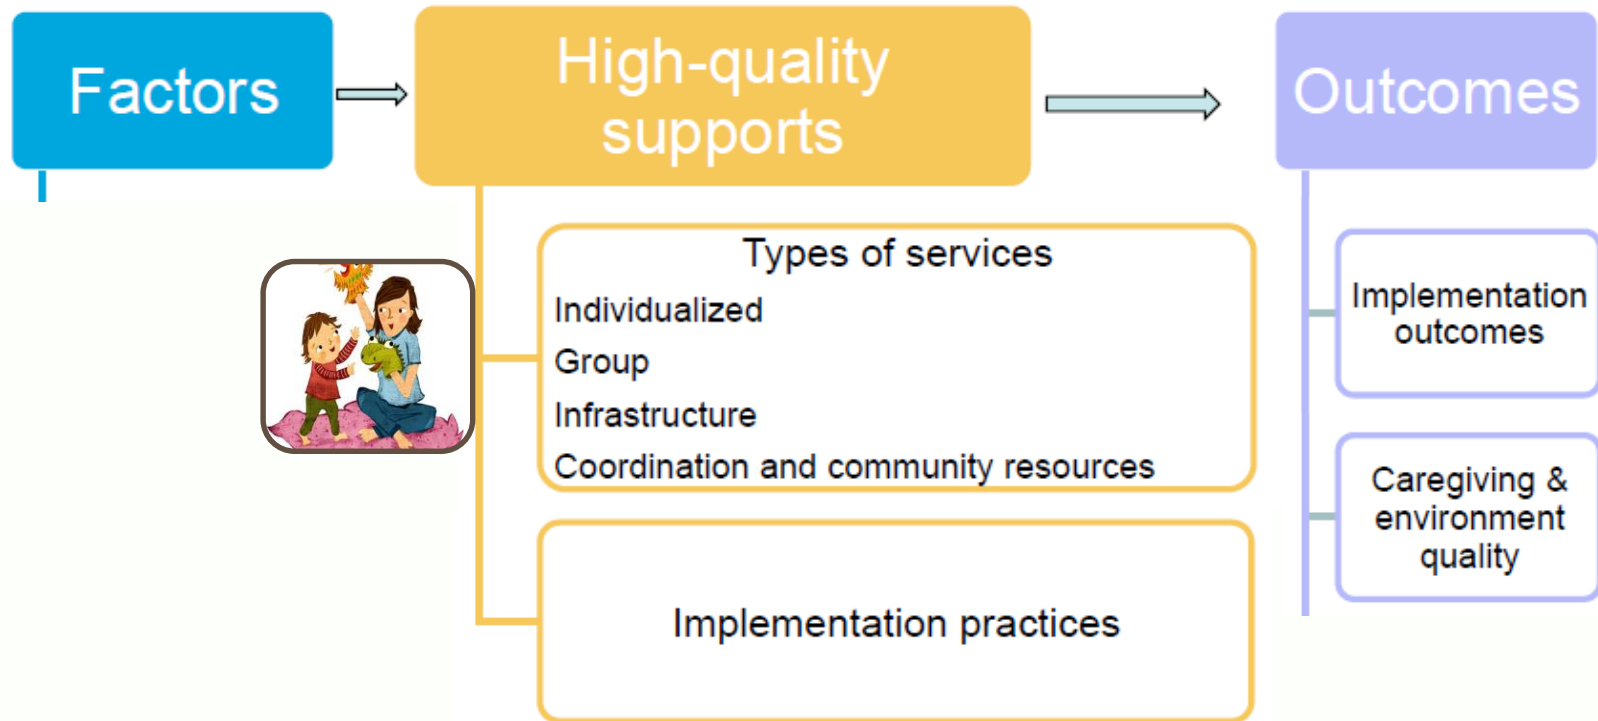 Factors
High-quality
supports
Outcomes
Types of services
Individualized
Group
Infrastructure
Coordination and community resources
Implementation practices
Implementation
outcomes
Caregiving &
environment
quality